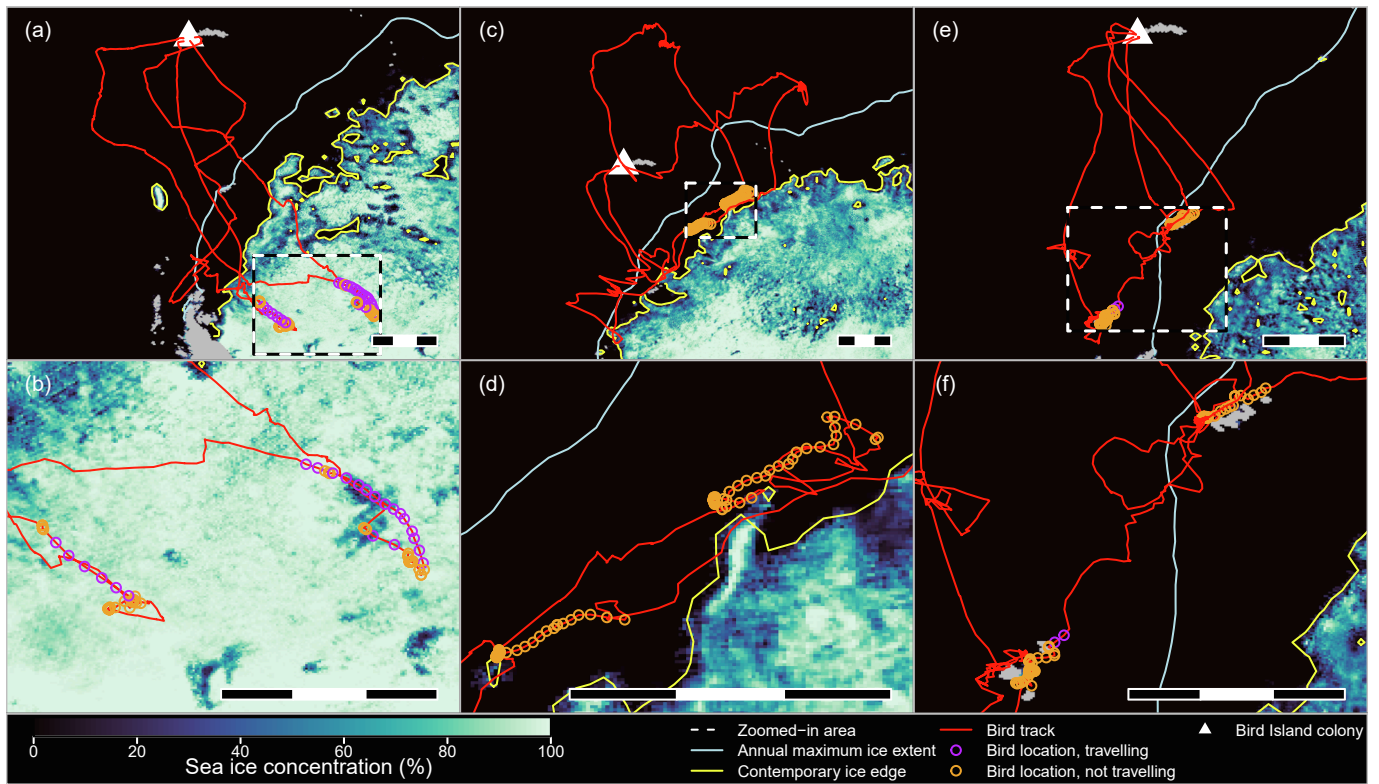 (a)
(c)
(e)
(b)
(d)
(f)
0 20 40 60 80 100
Sea ice concentration (%)
Zoomed−in area
Annual maximum ice extent
Contemporary ice edge
Bird track
Bird location, travelling
Bird location, not travelling
Bird Island colony